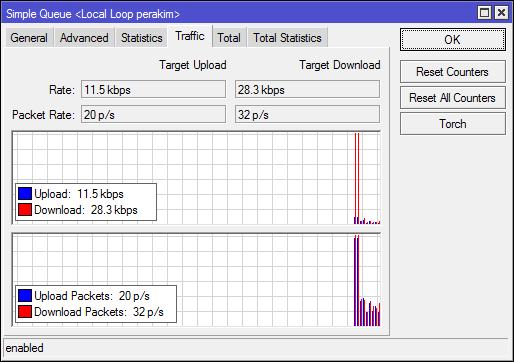 Simple Queue <Local Loop perakim>
General Advanced Statistics Traffic Total Total Statistics
OK
Target Upload Target Download
Reset Counters
Rate: 11.5 kbps 28.3 kbps
Reset All Counters
Packet Rate: 20 p/s 32 p/s
Torch
Upload: 11.5 kbps
Download: 28.3 kbps
Upload Packets: 20 p/s
Download Packets: 32 p/s
enabled